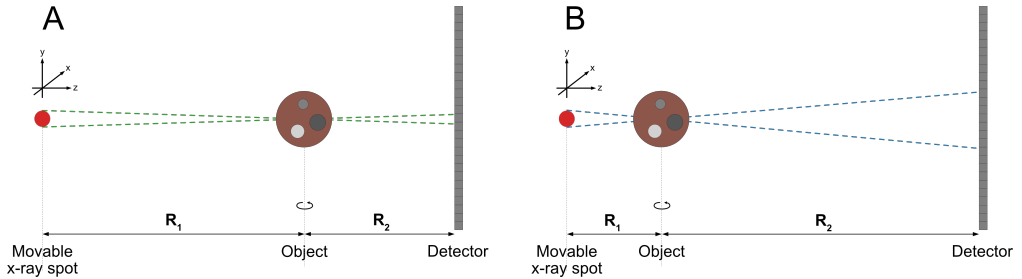 A
B
y
x
z
y
x
z
R1
R2
R1
R2
Movable
x-ray spot
Object
Detector
Movable
x-ray spot
Object
Detector